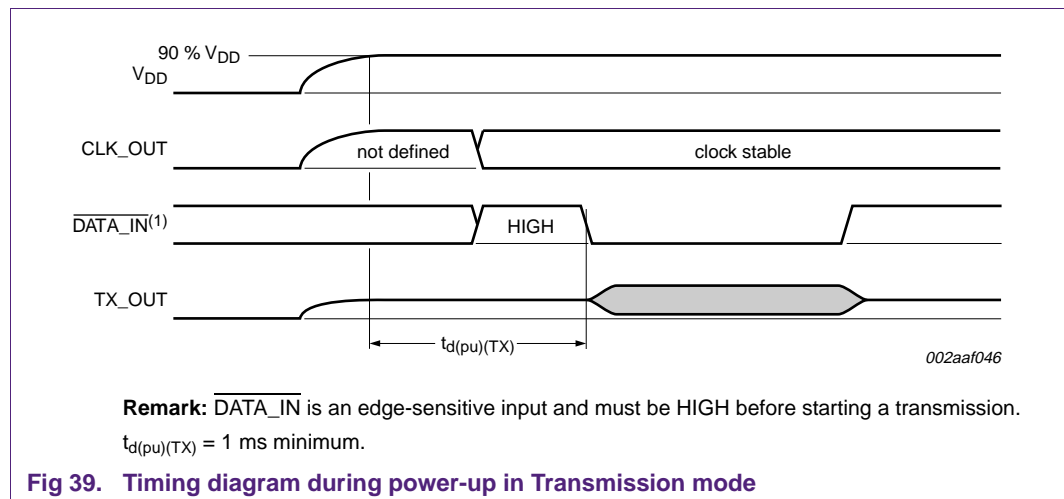 90 % VDD
VDD
CLK_OUT
not defined
clock stable
DATA_IN(1)
HIGH
TX_OUT
td(pu)(TX)
002aaf046
Remark: DATA_IN is an edge-sensitive input and must be HIGH before starting a transmission.
td(pu)(TX) = 1 ms minimum.
Fig 39. Timing diagram during power-up in Transmission mode